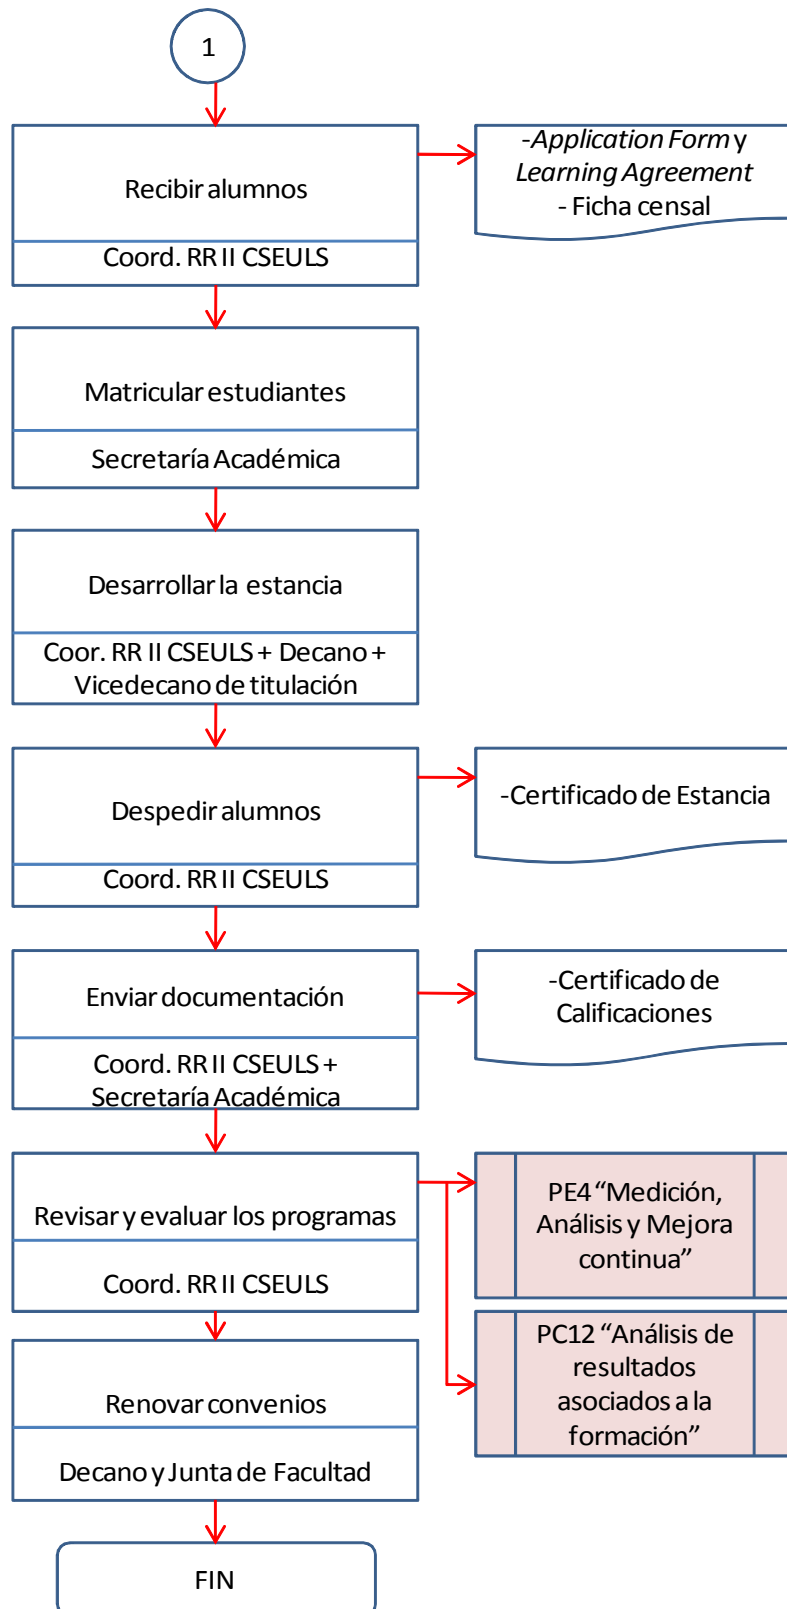 1
Recibir alumnos
Coord. RR II CSEULS
-Application Form y
Learning Agreement
- Ficha censal
Matricular estudiantes
Secretaría Académica
Desarrollar la estancia
Coor. RR II CSEULS + Decano +
Vicedecano de titulación
Despedir alumnos
Coord. RR II CSEULS
-Certificado de Estancia
Enviar documentación
Coord. RR II CSEULS +
Secretaría Académica
-Certificado de
Calificaciones
Revisar y evaluar los programas
Coord. RR II CSEULS
PE4 “Medición,
Análisis y Mejora
continua”
PC12 “Análisis de
resultados
asociados a la
formación”
Renovar convenios
Decano y Junta de Facultad
FIN